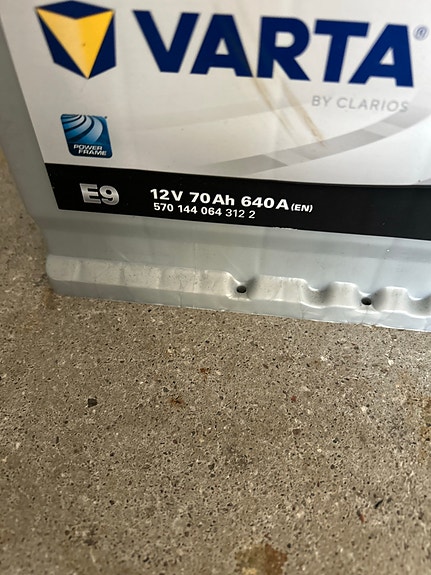 VARTA®
BY CLARIOS
POWER
FRAME
E9
12V 70Ah 640A (EN)
570 144 064 312 2